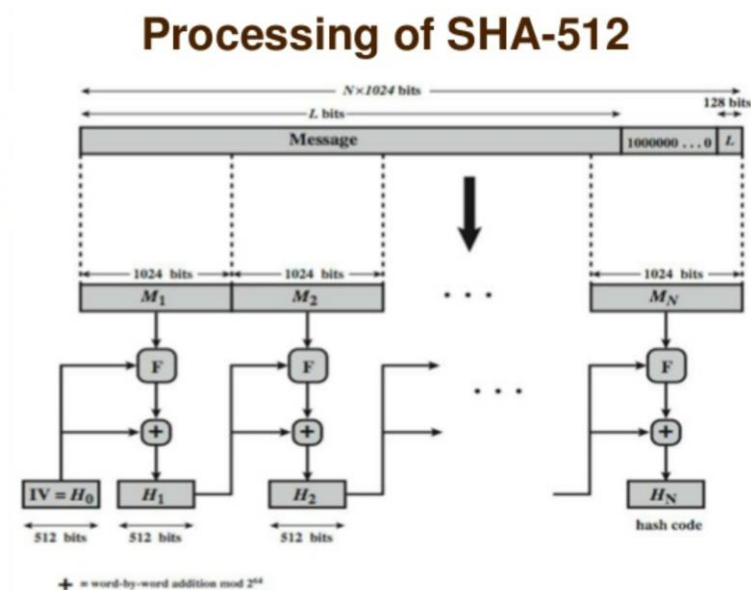 Processing of SHA-512
N×1024 bits
128 bits
L bits
Message 1000000 . . . 0 L
1024 bits 1024 bits 1024 bits
M1 M2 . . . MN
F F F
. . .
+ + +
IV = H0 H1 H2 HN
hash code
512 bits 512 bits 512 bits
+ = word-by-word addition mod 2^64